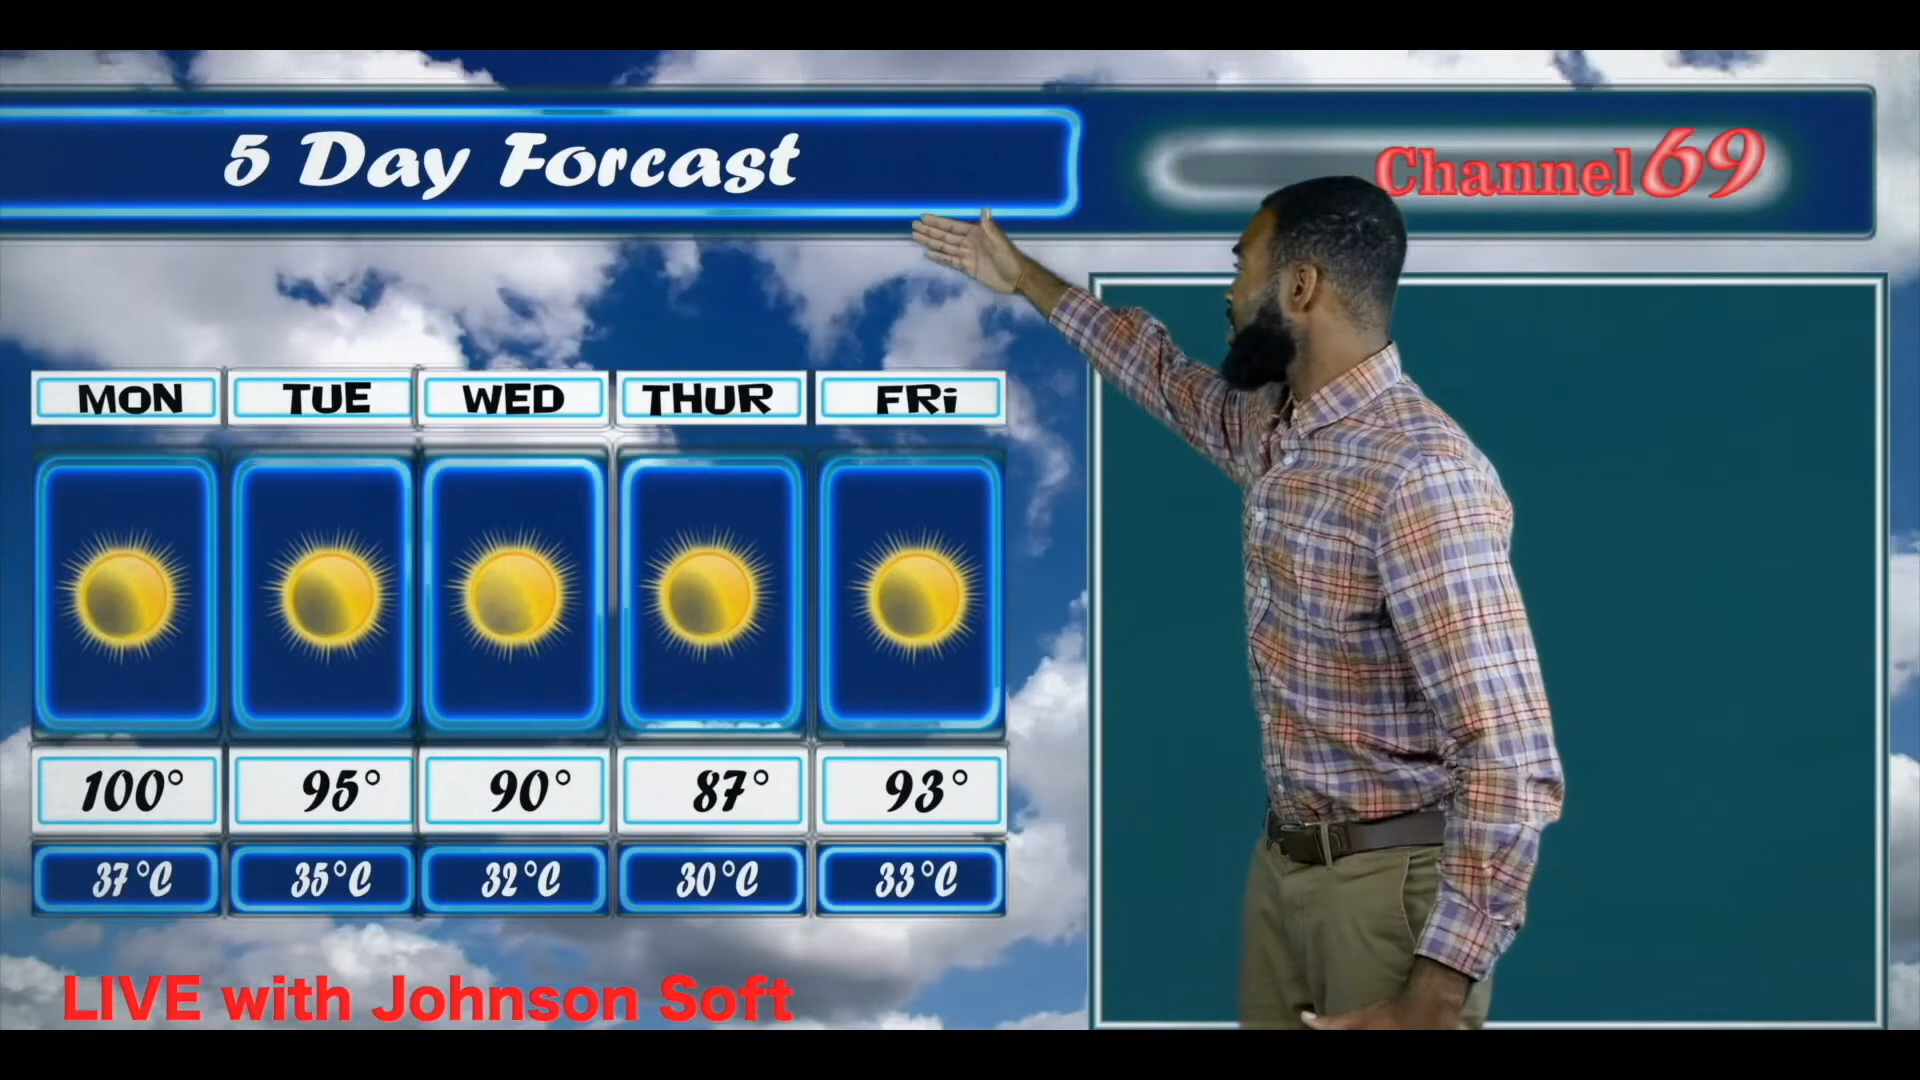 5 Day Forcast
Channel 69
MON TUE WED THUR FRi
100° 95° 90° 87° 93°
37°C 35°C 32°C 30°C 33°C
LIVE with Johnson Soft